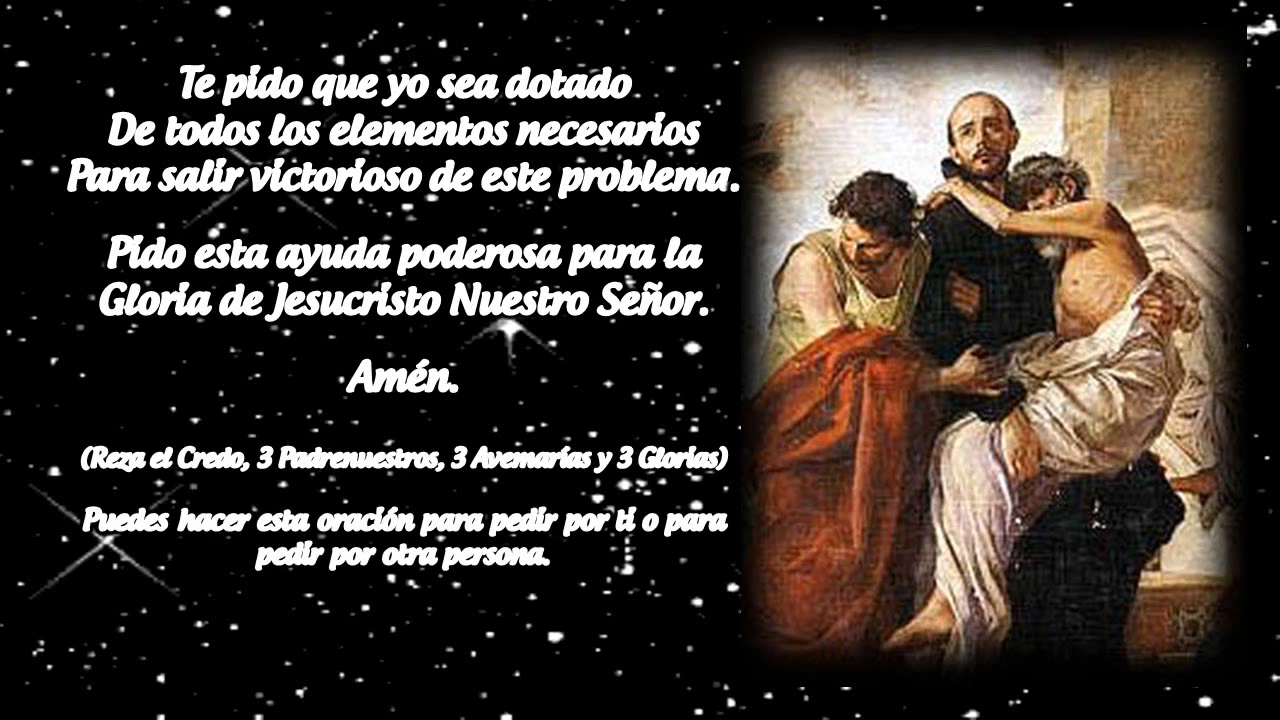 Te pido que yo sea dotado
De todos los elementos necesarios
Para salir victorioso de este problema.
Pido esta ayuda poderosa para la
Gloria de Jesucristo Nuestro Señor.
Amén.
(Reza el Credo, 3 Padrenuestros, 3 Avemarías y 3 Glorias)
Puedes hacer esta oración para pedir por ti o para
pedir por otra persona.